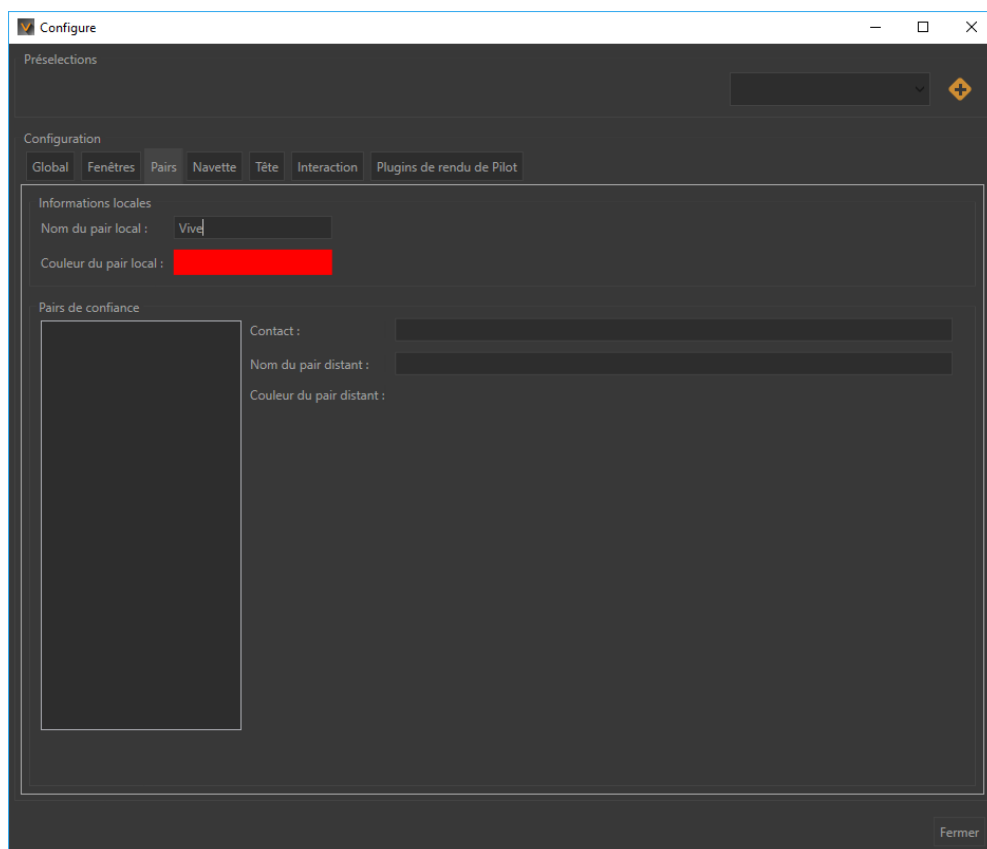 Configure
Présélections
Configuration
Global Fenêtres Pairs Navette Tête Interaction Plugins de rendu de Pilot
Informations locales
Nom du pair local : Vive
Couleur du pair local :
Pairs de confiance
Contact :
Nom du pair distant :
Couleur du pair distant :
Fermer